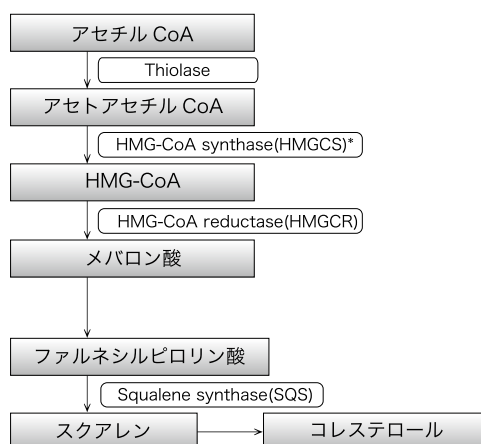 アセチル CoA
Thiolase
アセトアセチル CoA
HMG-CoA synthase(HMGCS)*
HMG-CoA
HMG-CoA reductase(HMGCR)
メバロン酸
ファルネシルピロリン酸
Squalene synthase(SQS)
スクアレン
コレステロール